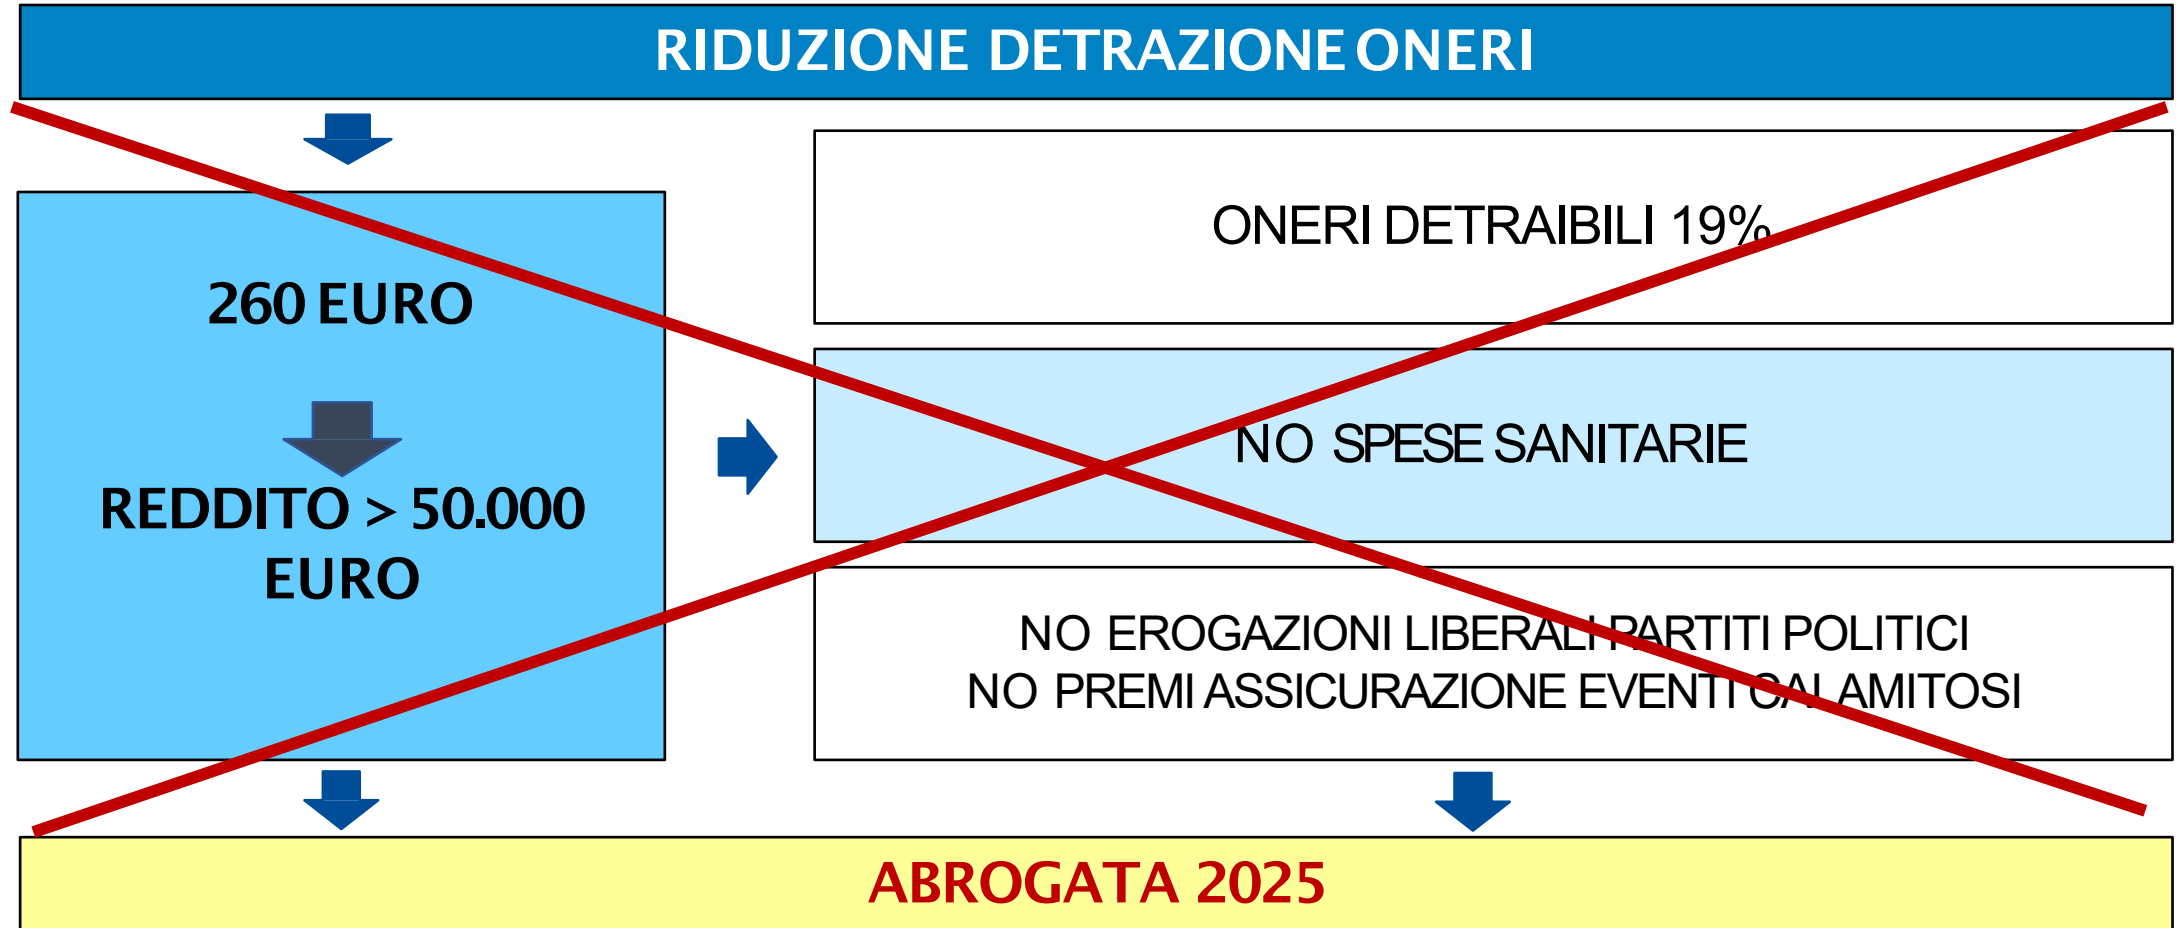 RIDUZIONE DETRAZIONE ONERI
260 EURO
REDDITO > 50.000
EURO
ONERI DETRAIBILI 19%
NO SPESE SANITARIE
NO EROGAZIONI LIBERALI PARTITI POLITICI
NO PREMI ASSICURAZIONE EVENTI CALAMITOSI
ABROGATA 2025